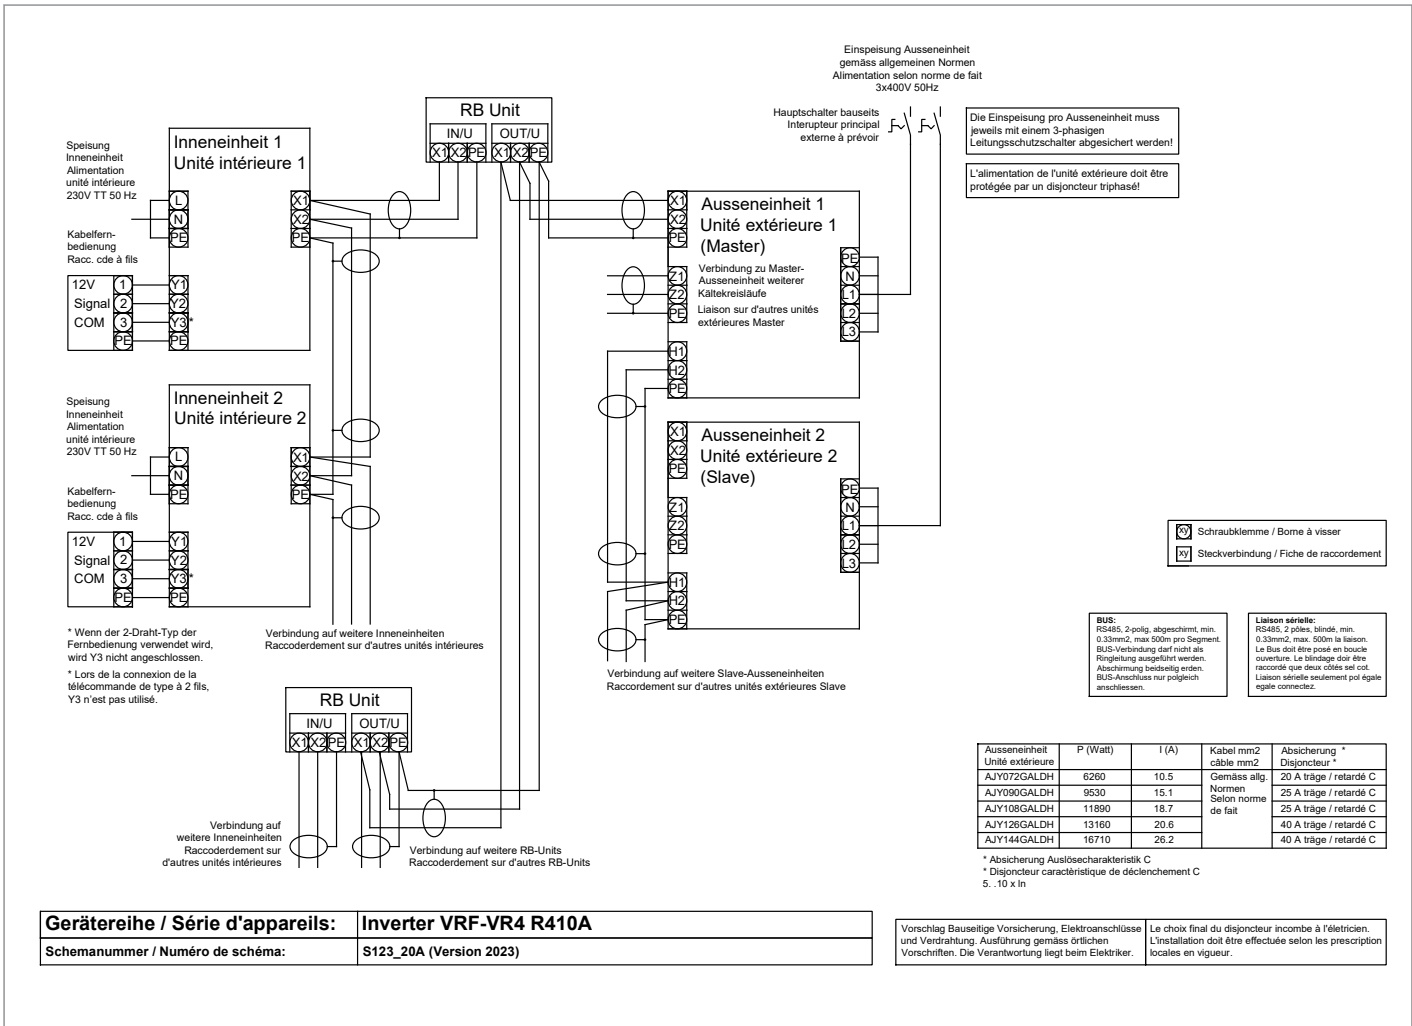 Einspeisung Ausseneinheit
gemäss allgemeinen Normen
Alimentation selon norme de fait
3x400V 50Hz
Hauptschalter bauseits
Interupteur principal
externe à prévoir
Die Einspeisung pro Ausseneinheit muss
jeweils mit einem 3-phasigen
Leitungsschutzschalter abgesichert werden!
L'alimentation de l'unité extérieure doit être
protégée par un disjoncteur triphasé!
RB Unit
IN/U OUT/U
X1 X2 PE X1 X2 PE
Speisung
Inneneinheit
Alimentation
unité intérieure
230V TT 50 Hz
Kabelfern-
bedienung
Racc. cde à fils
Inneneinheit 1
Unité intérieure 1
L X1
N X2
PE PE
12V 1 Y1
Signal 2 Y2
COM 3 Y3 *
PE PE
Ausseneinheit 1
Unité extérieure 1
(Master)
X1
X2
PE
Verbindung zu Master-
Ausseneinheit weiterer
Kältekreisläufe
Liaison sur d'autres unités
extérieures Master
Z1
Z2
PE
H1
H2
PE
PE
N
L1
L2
L3
Speisung
Inneneinheit
Alimentation
unité intérieure
230V TT 50 Hz
Kabelfern-
bedienung
Racc. cde à fils
Inneneinheit 2
Unité intérieure 2
L X1
N X2
PE PE
12V 1 Y1
Signal 2 Y2
COM 3 Y3 *
PE PE
Ausseneinheit 2
Unité extérieure 2
(Slave)
X1
X2
PE
Z1
Z2
PE
H1
H2
PE
PE
N
L1
L2
L3
xy Schraubklemme / Borne à visser
xy Steckverbindung / Fiche de raccordement
* Wenn der 2-Draht-Typ der
Fernbedienung verwendet wird,
wird Y3 nicht angeschlossen.
* Lors de la connexion de la
télécommande de type à 2 fils,
Y3 n'est pas utilisé.
Verbindung auf weitere Inneneinheiten
Raccoderdement sur d'autres unités intérieures
Verbindung auf weitere Slave-Ausseneinheiten
Raccordement sur d'autres unités extérieures Slave
BUS:
RS485, 2-polig, abgeschirmt, min.
0.33mm2, max 500m pro Segment.
BUS-Verbindung darf nicht als
Ringleitung ausgeführt werden.
Abschirmung beidseitig erden.
BUS-Anschluss nur polgleich
anschliessen.
Liaison sérielle:
RS485, 2 pôles, blindé, min.
0.33mm2, max. 500m la liaison.
Le Bus doit être posé en boucle
ouverture. Le blindage doir être
raccordé que deux côtés sel cot.
Liaison sérielle seulement pol égale
egale connectez.
RB Unit
IN/U OUT/U
X1 X2 PE X1 X2 PE
Verbindung auf
weitere Inneneinheiten
Raccoderdement sur
d'autres unités intérieures
Verbindung auf weitere RB-Units
Raccoderdement sur d'autres RB-Units
Ausseneinheit P (Watt) I (A) Kabel mm2 Absicherung *
Unité extérieure câble mm2 Disjoncteur *
AJY072GALDH 6260 10.5 Gemäss allg. 20 A träge / retardé C
AJY090GALDH 9530 15.1 Normen 25 A träge / retardé C
AJY108GALDH 11890 18.7 Selon norme de fait 25 A träge / retardé C
AJY126GALDH 13160 20.6 40 A träge / retardé C
AJY144GALDH 16710 26.2 40 A träge / retardé C
* Absicherung Auslösecharakteristik C
* Disjoncteur caractèristique de déclenchement C
5. .10 x In
Gerätereihe / Série d'appareils: Inverter VRF-VR4 R410A
Schemanummer / Numéro de schéma: S123_20A (Version 2023)
Vorschlag Bauseitige Vorsicherung, Elektroanschlüsse
und Verdrahtung. Ausführung gemäss örtlichen
Vorschriften. Die Verantwortung liegt beim Elektriker.
Le choix final du disjoncteur incombe à l'életricien.
L'installation doit être effectuée selon les prescription
locales en vigueur.